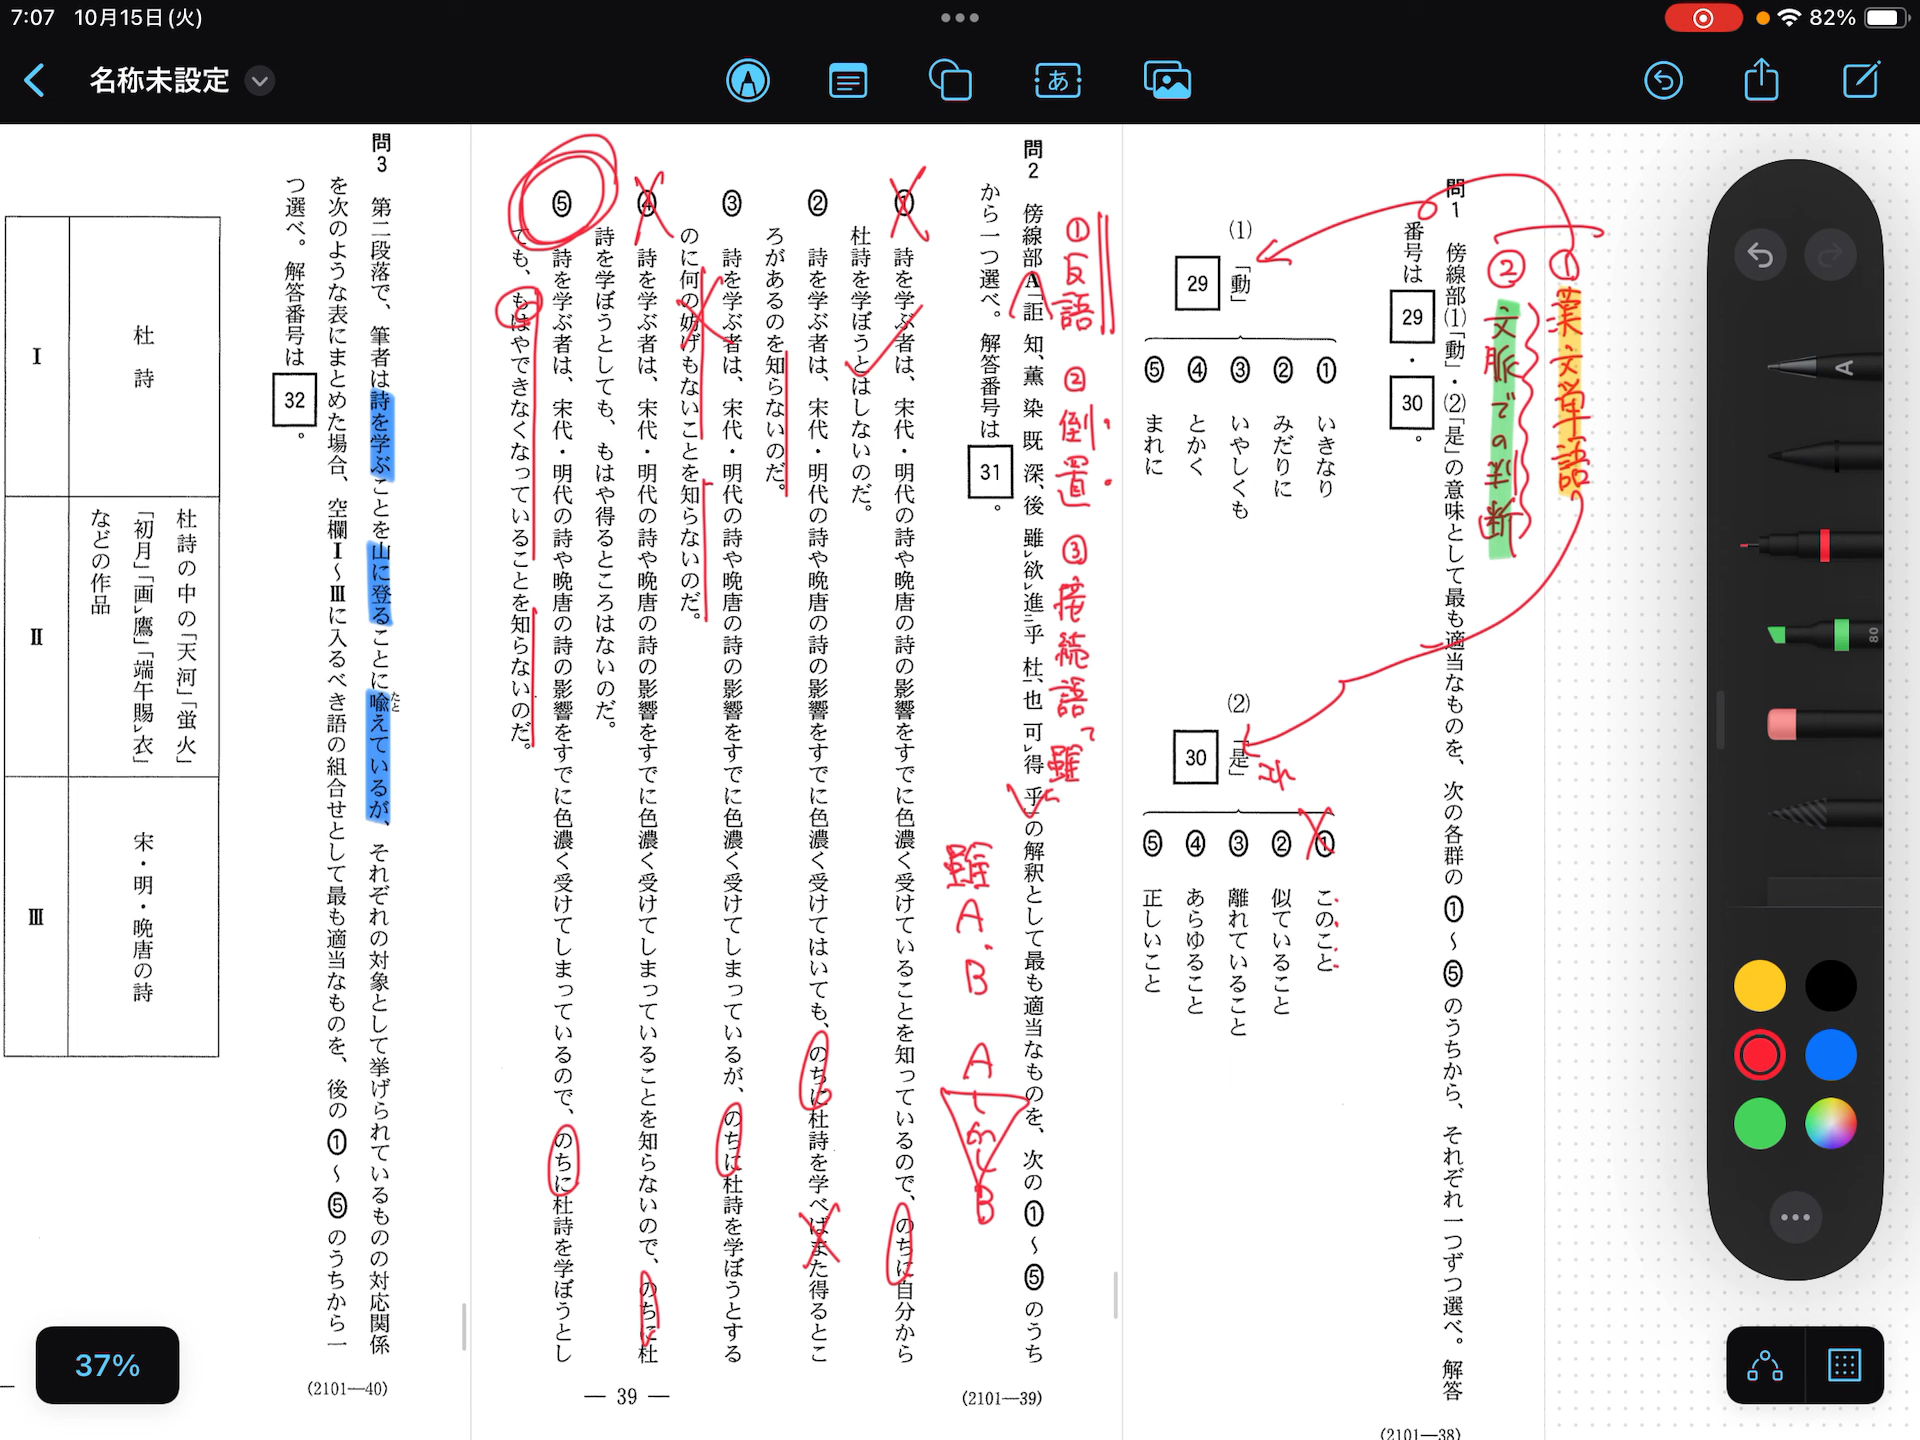 7:07 10月15日(火)
82%
名称未設定
問1 傍線部⑴「動」・⑵「是」の意味として最も適当なものを、次の各群の①～⑤のうちから、それぞれ一つずつ選べ。解答
番号は 29 ・ 30 。
①漢文単語
②文脈での判断
⑴ 「動」 29
① いきなり
② みだりに
③ いやしくも
④ とかく
⑤ まれに
⑵ 「是」 30
これ
① このこと
② 似ていること
③ 離れていること
④ あらゆること
⑤ 正しいこと
(2101―38)
①反語 ②倒置 ③接続語 雖
問2 傍線部A「詎知、薫染既深、後雖欲進乎杜、也可得乎」の解釈として最も適当なものを、次の①～⑤のうち
から一つ選べ。解答番号は 31 。
雖A.B AしかしB
① 詩を学ぶ者は、宋代・明代の詩や晩唐の詩の影響をすでに色濃く受けていることを知っているので、のちに自分から
杜詩を学ぼうとはしないのだ。
② 詩を学ぶ者は、宋代・明代の詩や晩唐の詩の影響をすでに色濃く受けてはいても、のちに杜詩を学べばまた得るとこ
ろがあるのを知らないのだ。
③ 詩を学ぶ者は、宋代・明代の詩や晩唐の詩の影響をすでに色濃く受けてしまっているが、のちに杜詩を学ぼうとする
のに何の妨げもないことを知らないのだ。
④ 詩を学ぶ者は、宋代・明代の詩や晩唐の詩の影響をすでに色濃く受けてしまっていることを知らないので、のちに杜
詩を学ぼうとしても、もはや得るところはないのだ。
⑤ 詩を学ぶ者は、宋代・明代の詩や晩唐の詩の影響をすでに色濃く受けてしまっているので、のちに杜詩を学ぼうとし
ても、もはやできなくなっていることを知らないのだ。
― 39 ―
(2101―39)
問3 第二段落で、筆者は詩を学ぶことを山に登ることに喩えているが、それぞれの対象として挙げられているものの対応関係
たと
を次のような表にまとめた場合、空欄Ⅰ～Ⅲに入るべき語の組合せとして最も適当なものを、後の①～⑤のうちから一
つ選べ。解答番号は 32 。
杜詩
杜詩の中の「天河」「蛍火」
「初月」「画レ鷹」「端午賜レ衣」
などの作品
宋・明・晩唐の詩
Ⅰ
Ⅱ
Ⅲ
(2101―40)
37%
A
80